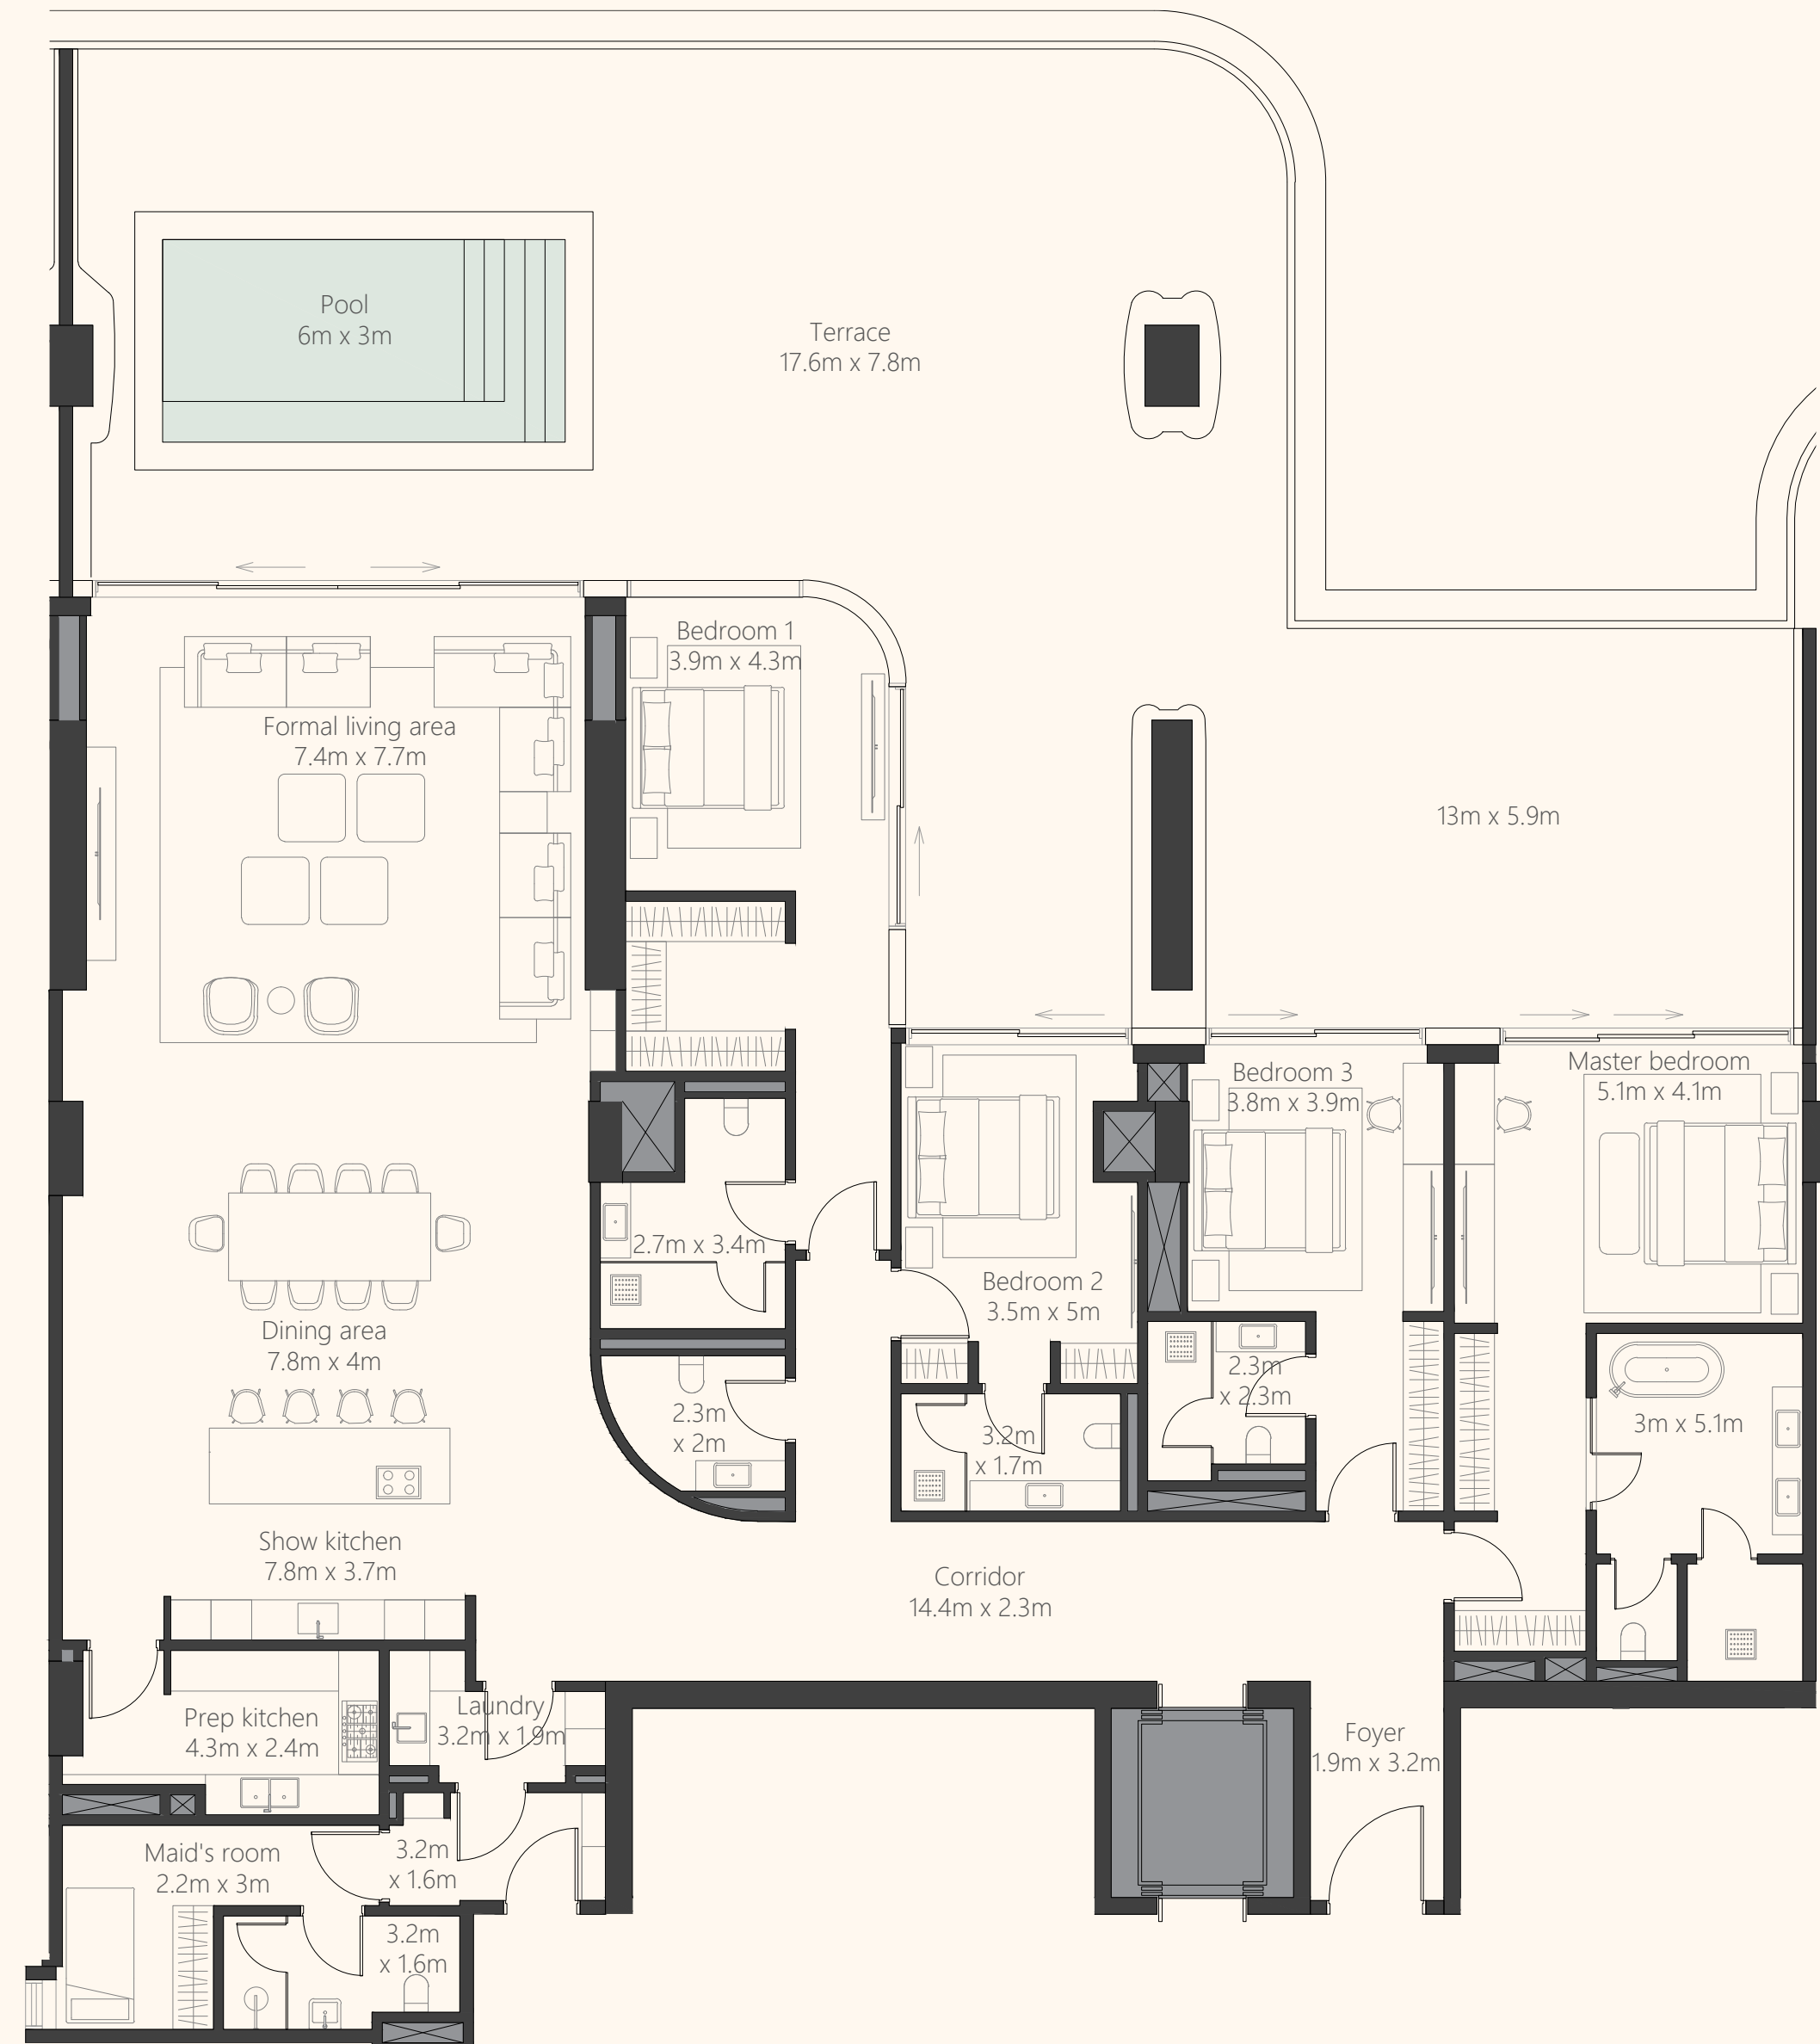 Pool
6m x 3m
Terrace
17.6m x 7.8m
Bedroom 1
3.9m x 4.3m
Formal living area
7.4m x 7.7m
13m x 5.9m
Master bedroom
5.1m x 4.1m
Bedroom 3
3.8m x 3.9m
2.7m x 3.4m
Bedroom 2
3.5m x 5m
Dining area
7.8m x 4m
2.3m
x 2.3m
2.3m
x 2m
3.2m
x 1.7m
3m x 5.1m
Show kitchen
7.8m x 3.7m
Corridor
14.4m x 2.3m
Prep kitchen
4.3m x 2.4m
Laundry
3.2m x 1.9m
Foyer
1.9m x 3.2m
Maid's room
2.2m x 3m
3.2m
x 1.6m
3.2m
x 1.6m